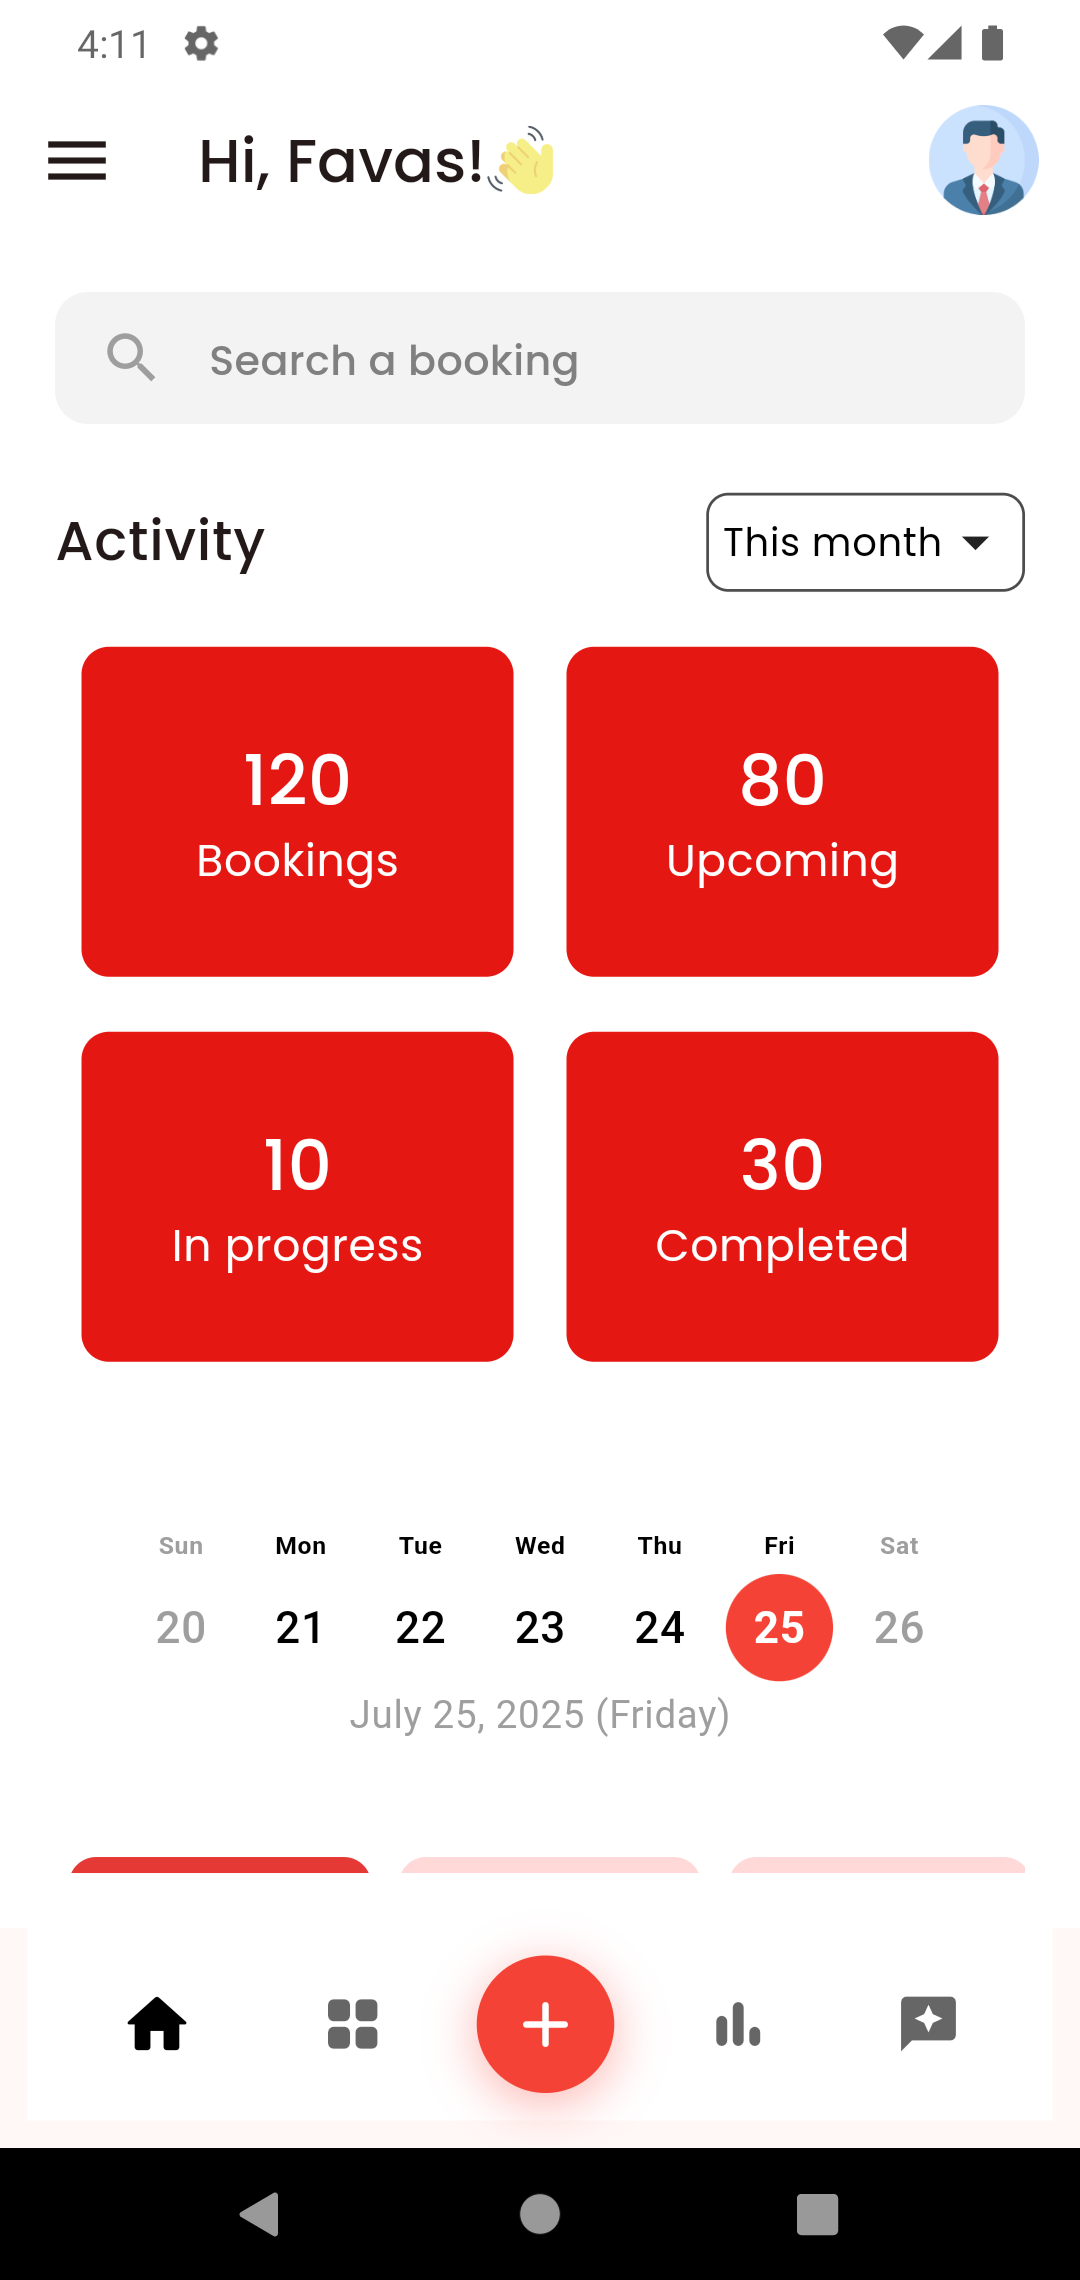 4:11
Hi, Favas!👋
Search a booking
Activity
This month
120
Bookings
80
Upcoming
10
In progress
30
Completed
Sun Mon Tue Wed Thu Fri Sat
20 21 22 23 24 25 26
July 25, 2025 (Friday)